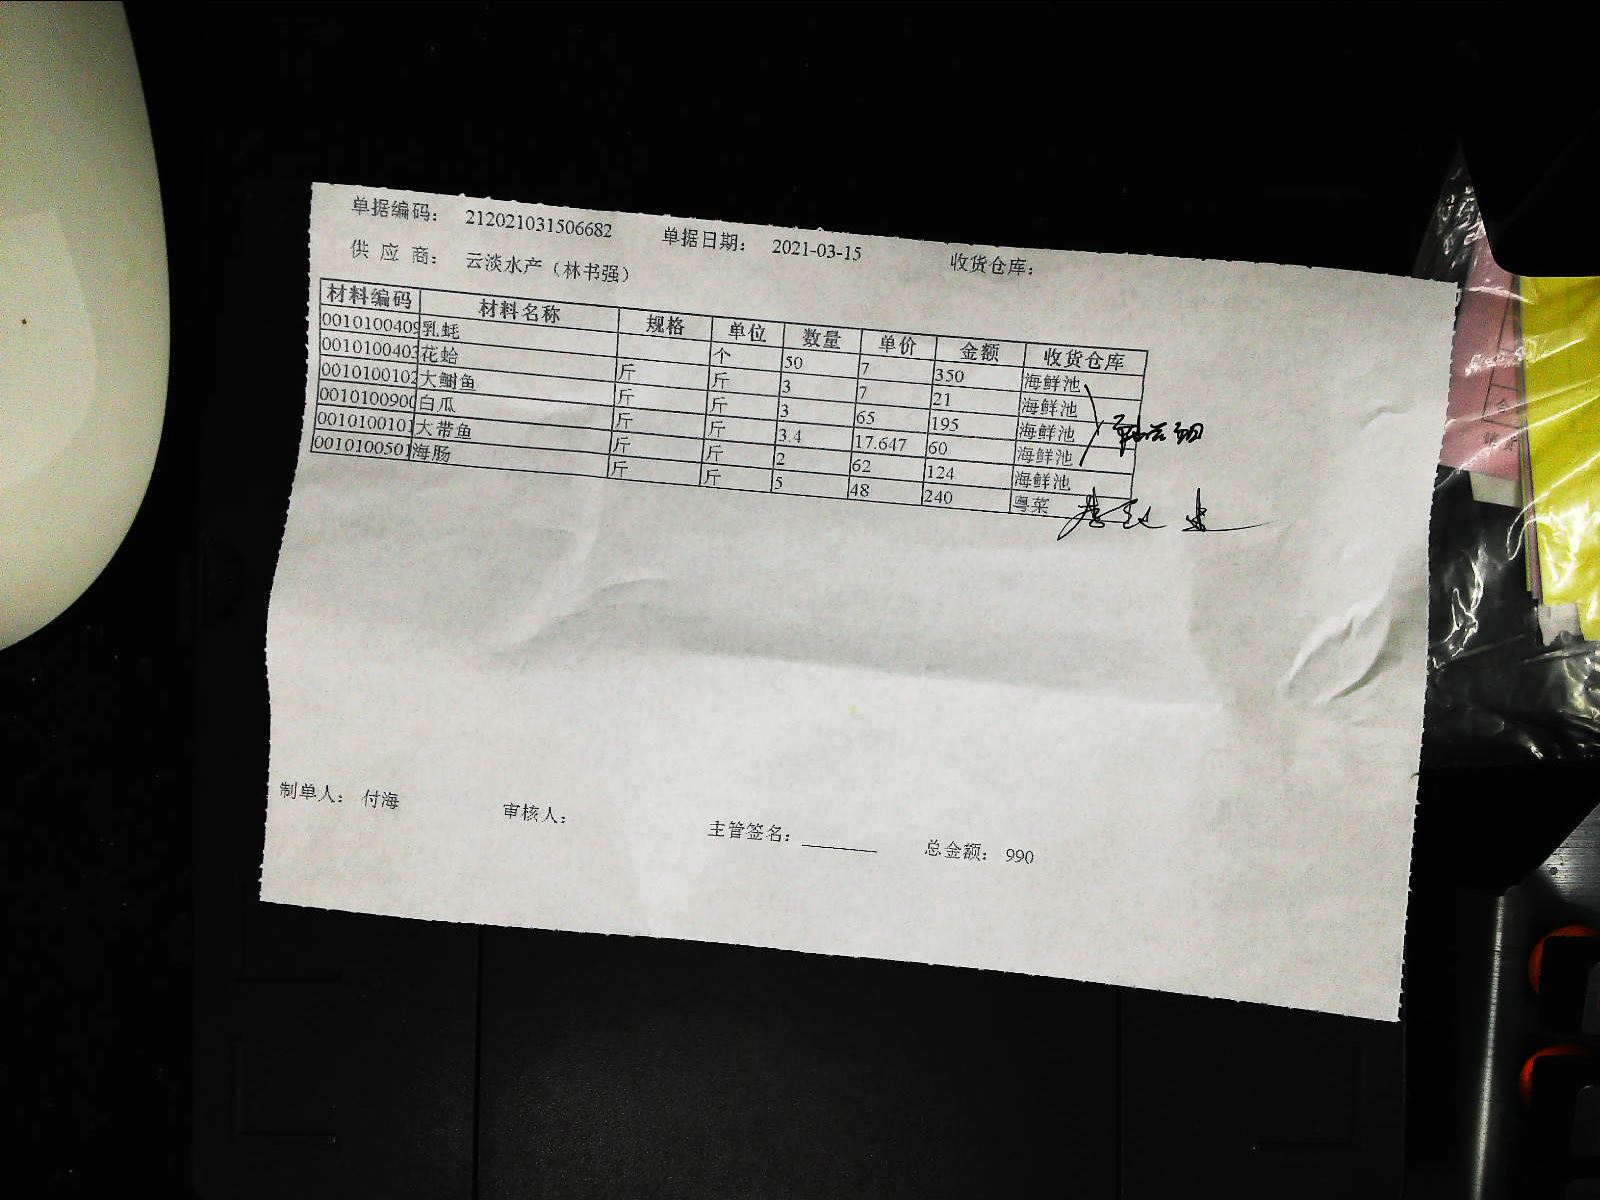 单据编码： 212021031506682 单据日期： 2021-03-15 收货仓库：
供 应 商： 云淡水产（林书强）
材料编码 材料名称 规格 单位 数量 单价 金额 收货仓库
0010100409 乳蚝 个 50 7 350 海鲜池
0010100403 花蛤 斤 斤 3 7 21 海鲜池
0010100102 大鲥鱼 斤 斤 3 65 195 海鲜池
0010100900 白瓜 斤 斤 3.4 17.647 60 海鲜池
0010100101 大带鱼 斤 斤 2 62 124 海鲜池
0010100501 海肠 斤 斤 5 48 240 粤菜
制单人： 付海 审核人： 主管签名： 总金额： 990